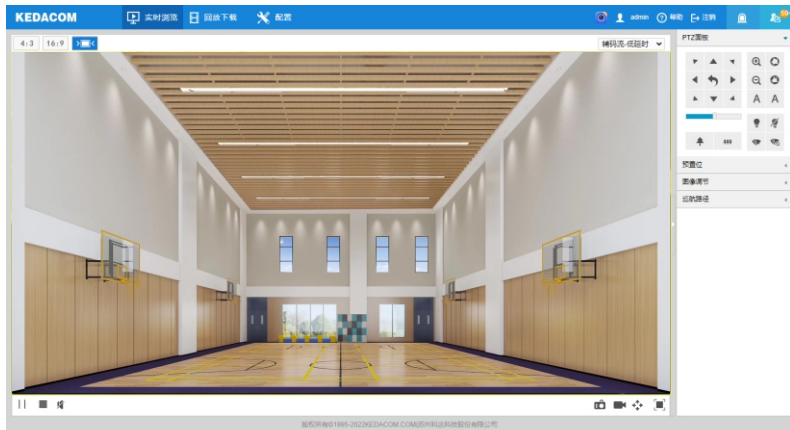 KEDACOM 实时浏览 回放下载 配置 admin 帮助 注销
4:3 16:9 辅码流-低延时 PTZ面板
A A
预置位
图像调节
巡航路径
版权所有©1995-2022KEDACOM.COM|苏州科达科技股份有限公司